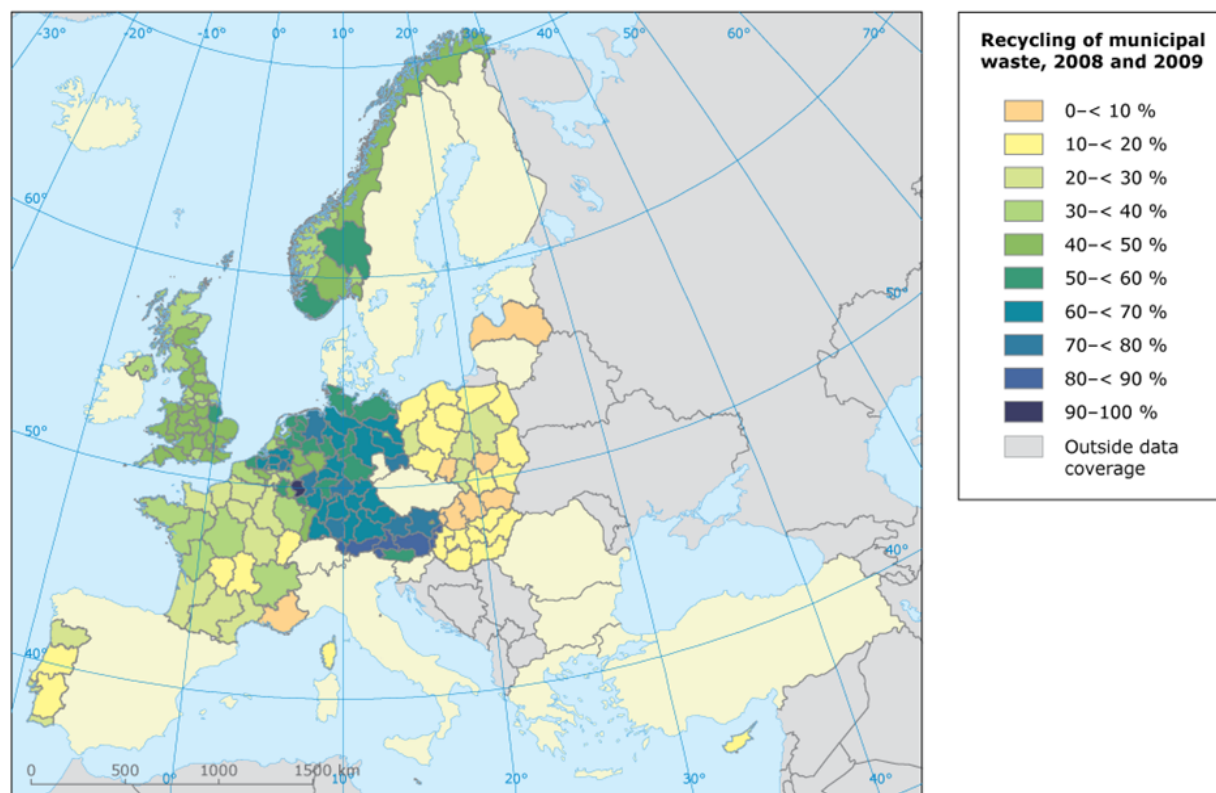 -30° -20° -10° 0° 10° 20° 30° 40° 50° 60° 70°
60°
50°
50°
40°
40°
0 500 1000 1500 km
0° 10° 20° 30° 40°
Recycling of municipal
waste, 2008 and 2009
0–< 10 %
10–< 20 %
20–< 30 %
30–< 40 %
40–< 50 %
50–< 60 %
60–< 70 %
70–< 80 %
80–< 90 %
90–100 %
Outside data
coverage